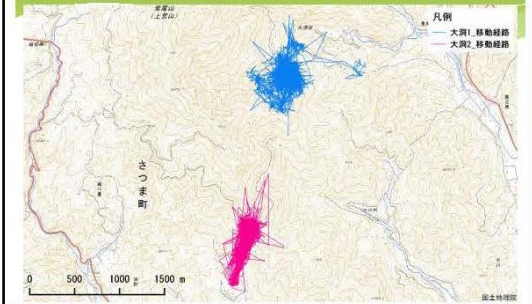 紫尾山
(上宮山)
凡例
大洞1_移動経路
大洞2_移動経路
さつま町
0 500 1000 1500 m
国土地理院